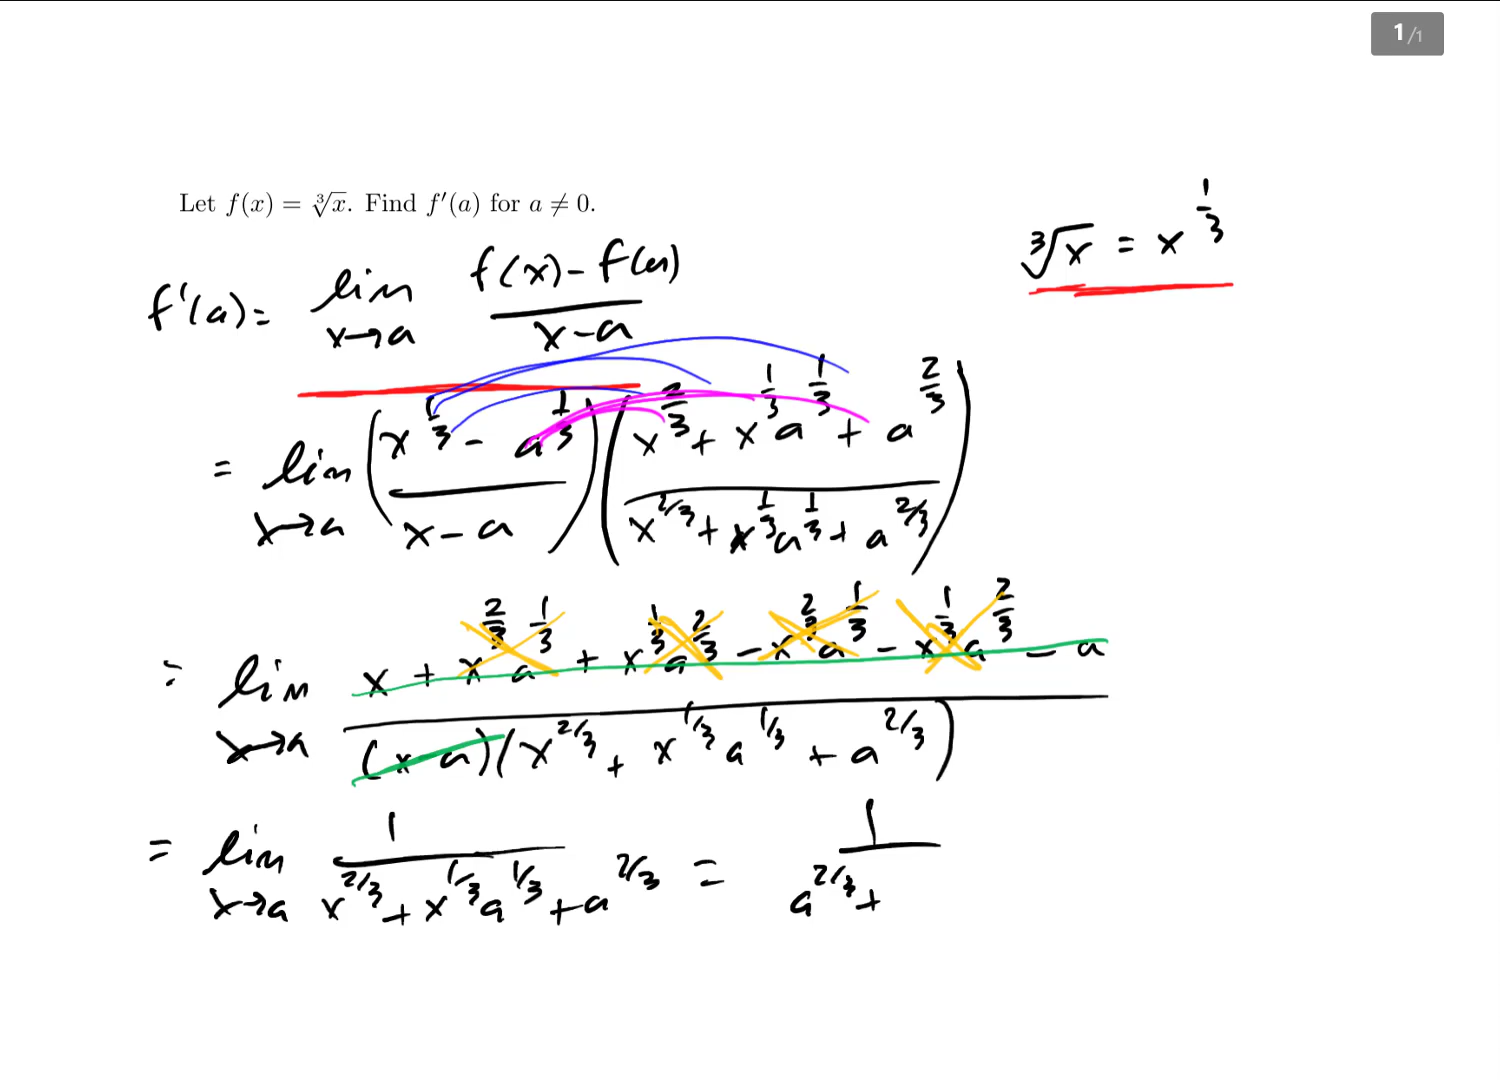 1/1
Let f(x) = ∛x. Find f′(a) for a ≠ 0.
∛x = x^{1/3}
f'(a) = lim_{x→a} (f(x) - f(a))/(x-a)
= lim_{x→a} ((x^{1/3} - a^{1/3})/(x-a)) ((x^{2/3} + x^{1/3}a^{1/3} + a^{2/3})/(x^{2/3} + x^{1/3}a^{1/3} + a^{2/3}))
= lim_{x→a} (x + x^{2/3}a^{1/3} + x^{1/3}a^{2/3} - x^{2/3}a^{1/3} - x^{1/3}a^{2/3} - a)/((x-a)(x^{2/3} + x^{1/3}a^{1/3} + a^{2/3}))
= lim_{x→a} 1/(x^{2/3} + x^{1/3}a^{1/3} + a^{2/3}) = 1/(a^{2/3} +